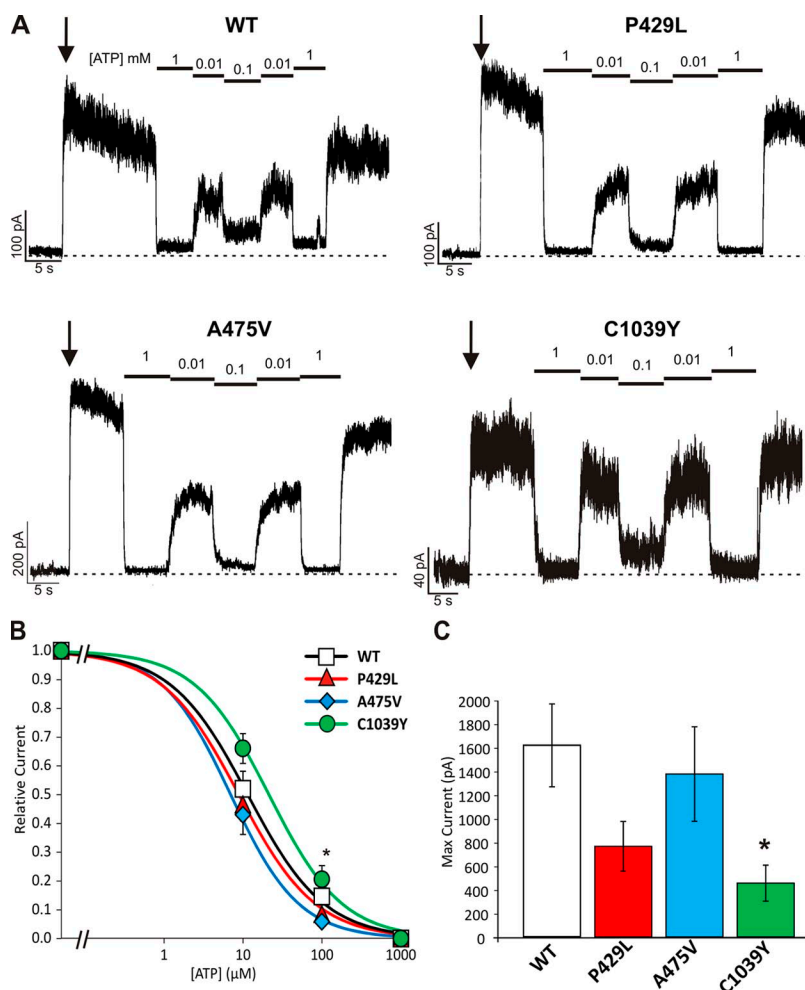 A
WT
[ATP] mM
1
0.01
0.1
0.01
1
100 pA
5 s
P429L
1
0.01
0.1
0.01
1
100 pA
5 s
A475V
1
0.01
0.1
0.01
1
200 pA
5 s
C1039Y
1
0.01
0.1
0.01
1
40 pA
5 s
B
Relative Current
1.0
0.9
0.8
0.7
0.6
0.5
0.4
0.3
0.2
0.1
0.0
WT
P429L
A475V
C1039Y
*
1
10
100
1000
[ATP] (µM)
C
Max Current (pA)
2000
1800
1600
1400
1200
1000
800
600
400
200
0
*
WT
P429L
A475V
C1039Y